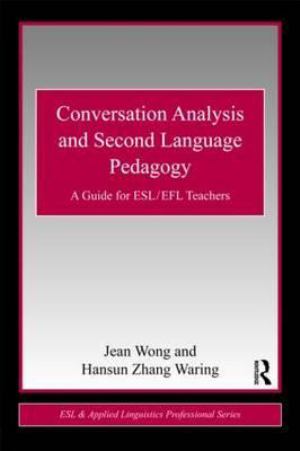 Conversation Analysis
and Second Language
Pedagogy
A Guide for ESL/EFL Teachers
Jean Wong and
Hansun Zhang Waring
R
ESL & Applied Linguistics Professional Series